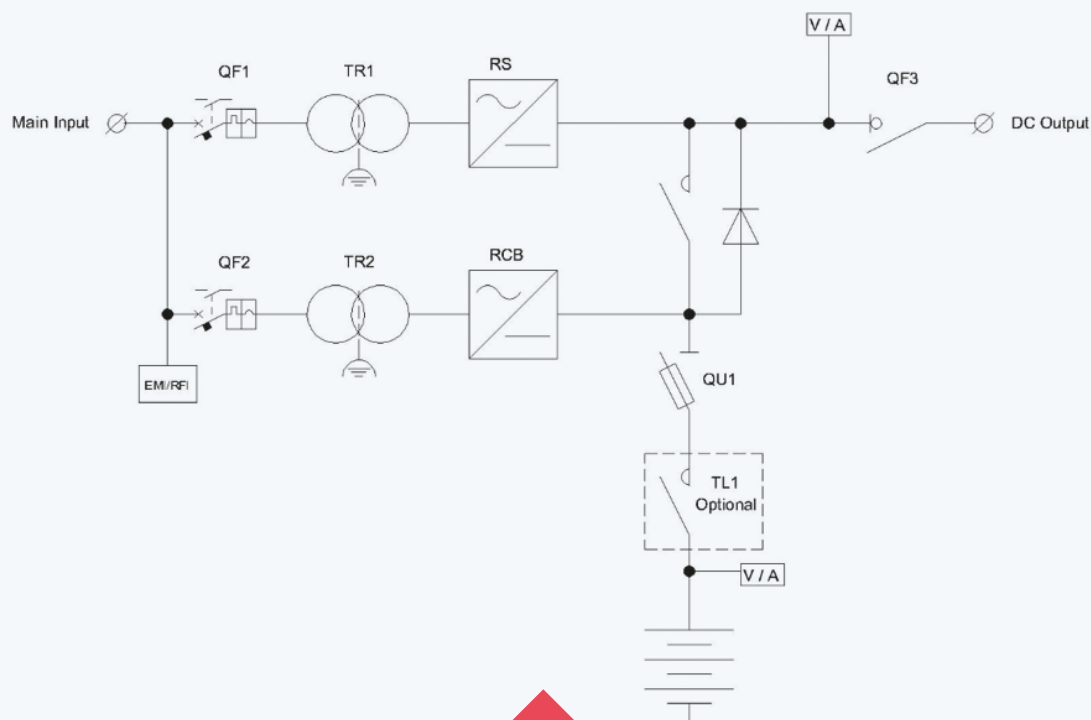 V / A
QF1
TR1
RS
QF3
Main Input
DC Output
QF2
TR2
RCB
EMI/RFI
QU1
TL1
Optional
V / A